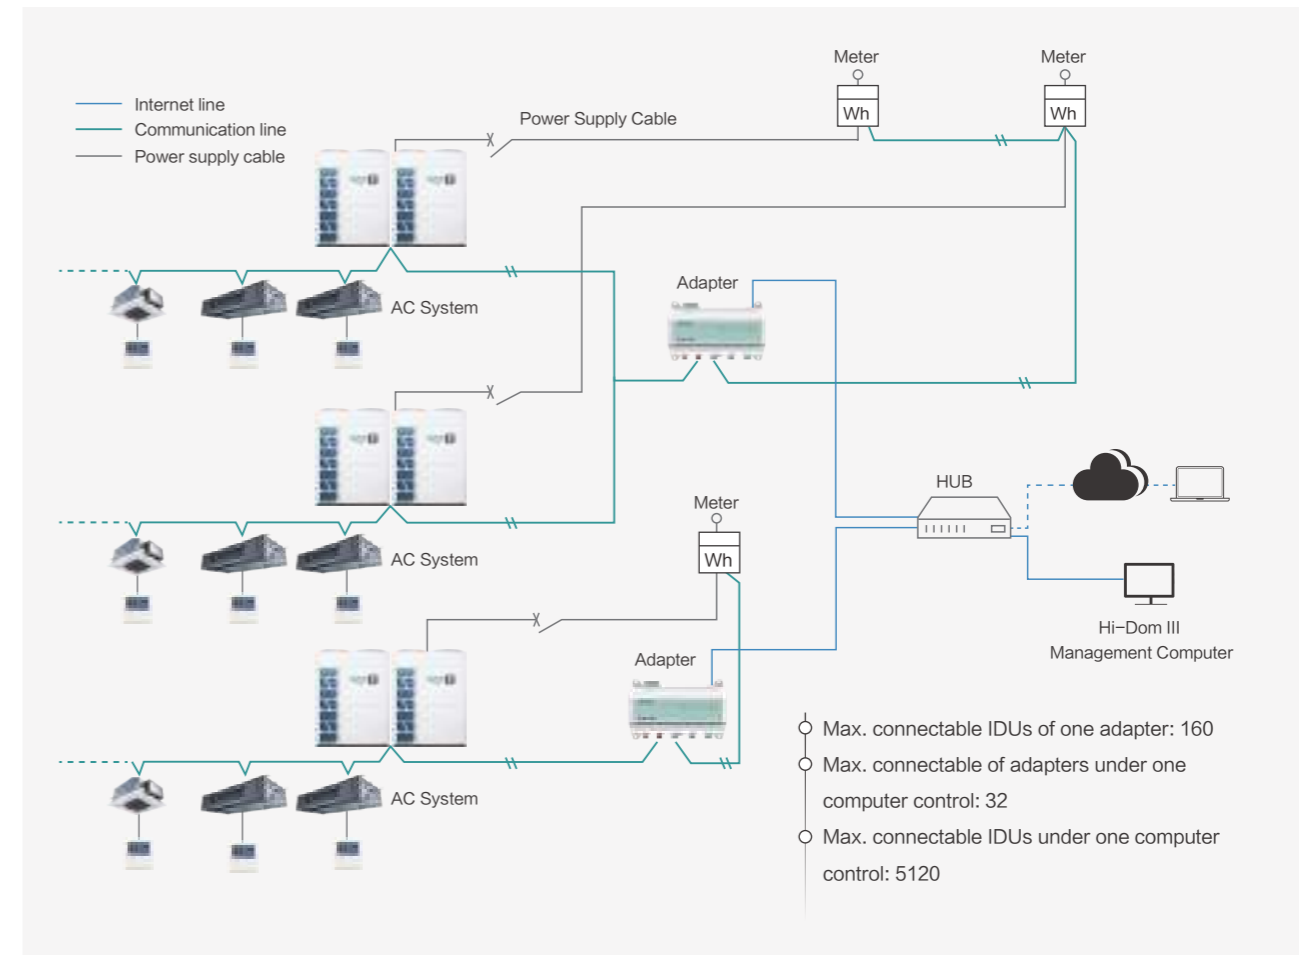 Meter
Meter
Internet line
Communication line
Power supply cable
Power Supply Cable
Wh
Wh
Adapter
AC System
HUB
Meter
Wh
AC System
Hi-Dom III
Management Computer
Adapter
Max. connectable IDUs of one adapter: 160
Max. connectable of adapters under one
computer control: 32
AC System
Max. connectable IDUs under one computer
control: 5120